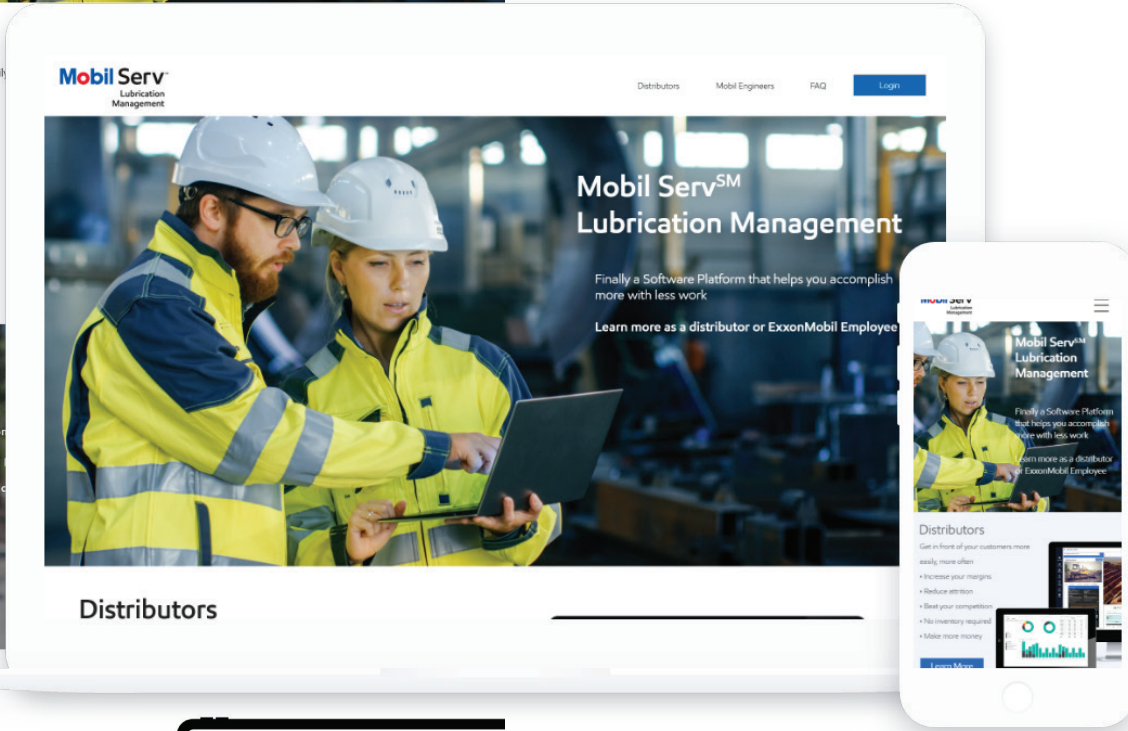 Mobil Serv℠
Lubrication
Management
Distributors
Mobil Engineers
FAQ
Login
Mobil Serv℠
Lubrication Management
Finally a Software Platform that helps you accomplish
more with less work
Learn more as a distributor or ExxonMobil Employee
Distributors
Mobil Serv
Lubrication
Management
Mobil Serv℠
Lubrication
Management
Finally a Software Platform
that helps you accomplish
more with less work
Learn more as a distributor
or ExxonMobil Employee
Distributors
Get in front of your customers more
easily, more often
• Increase your margins
• Reduce attrition
• Beat your competition
• No inventory required
• Make more money
Learn More